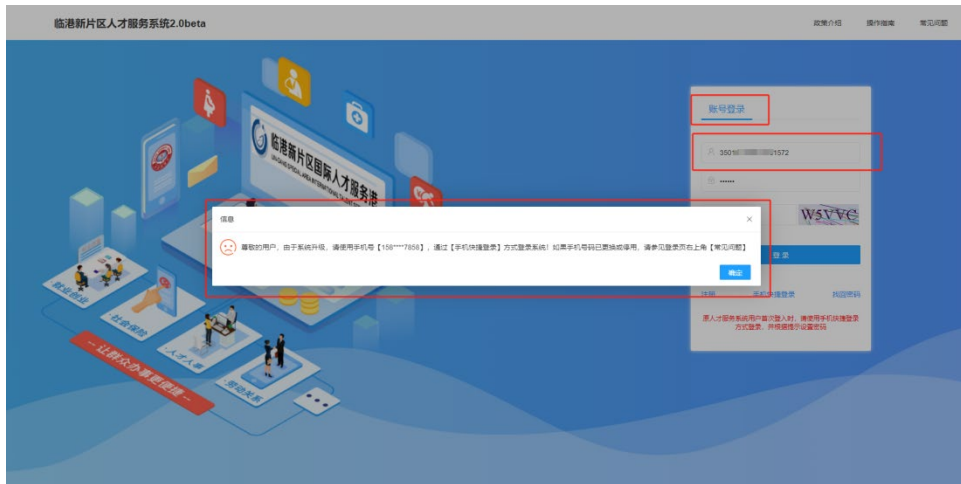 临港新片区人才服务系统2.0beta
政策介绍 操作指南 常见问题
账号登录
临港新片区国际人才服务港
3501 21572
······
W5VVC
信息
×
尊敬的用户，由于系统升级，请使用手机号【158****7858】，通过【手机快捷登录】方式登录系统！如果手机号码已更换或停用，请参见登录页右上角【常见问题】
确定
登录
注册 手机快捷登录 找回密码
原人才服务系统用户首次登入时，请使用手机快捷登录
方式登录，并根据提示设置密码
·就业创业·
·社会保险·
·人才人事·
·劳动关系·
--让群众办事更便捷--